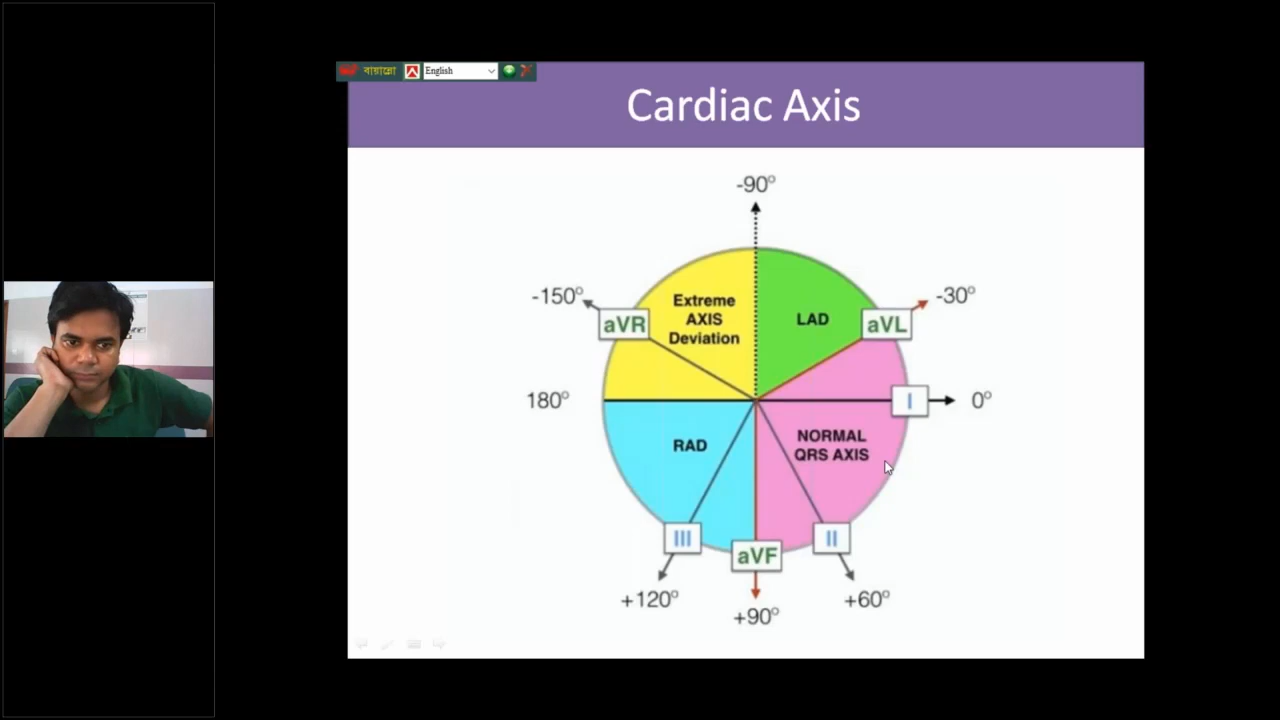 বায়ান্নো
English
Cardiac Axis
-90°
-150°
-30°
Extreme
AXIS
Deviation
LAD
aVR
aVL
180°
I
0°
RAD
NORMAL
QRS AXIS
III
II
aVF
+120°
+60°
+90°